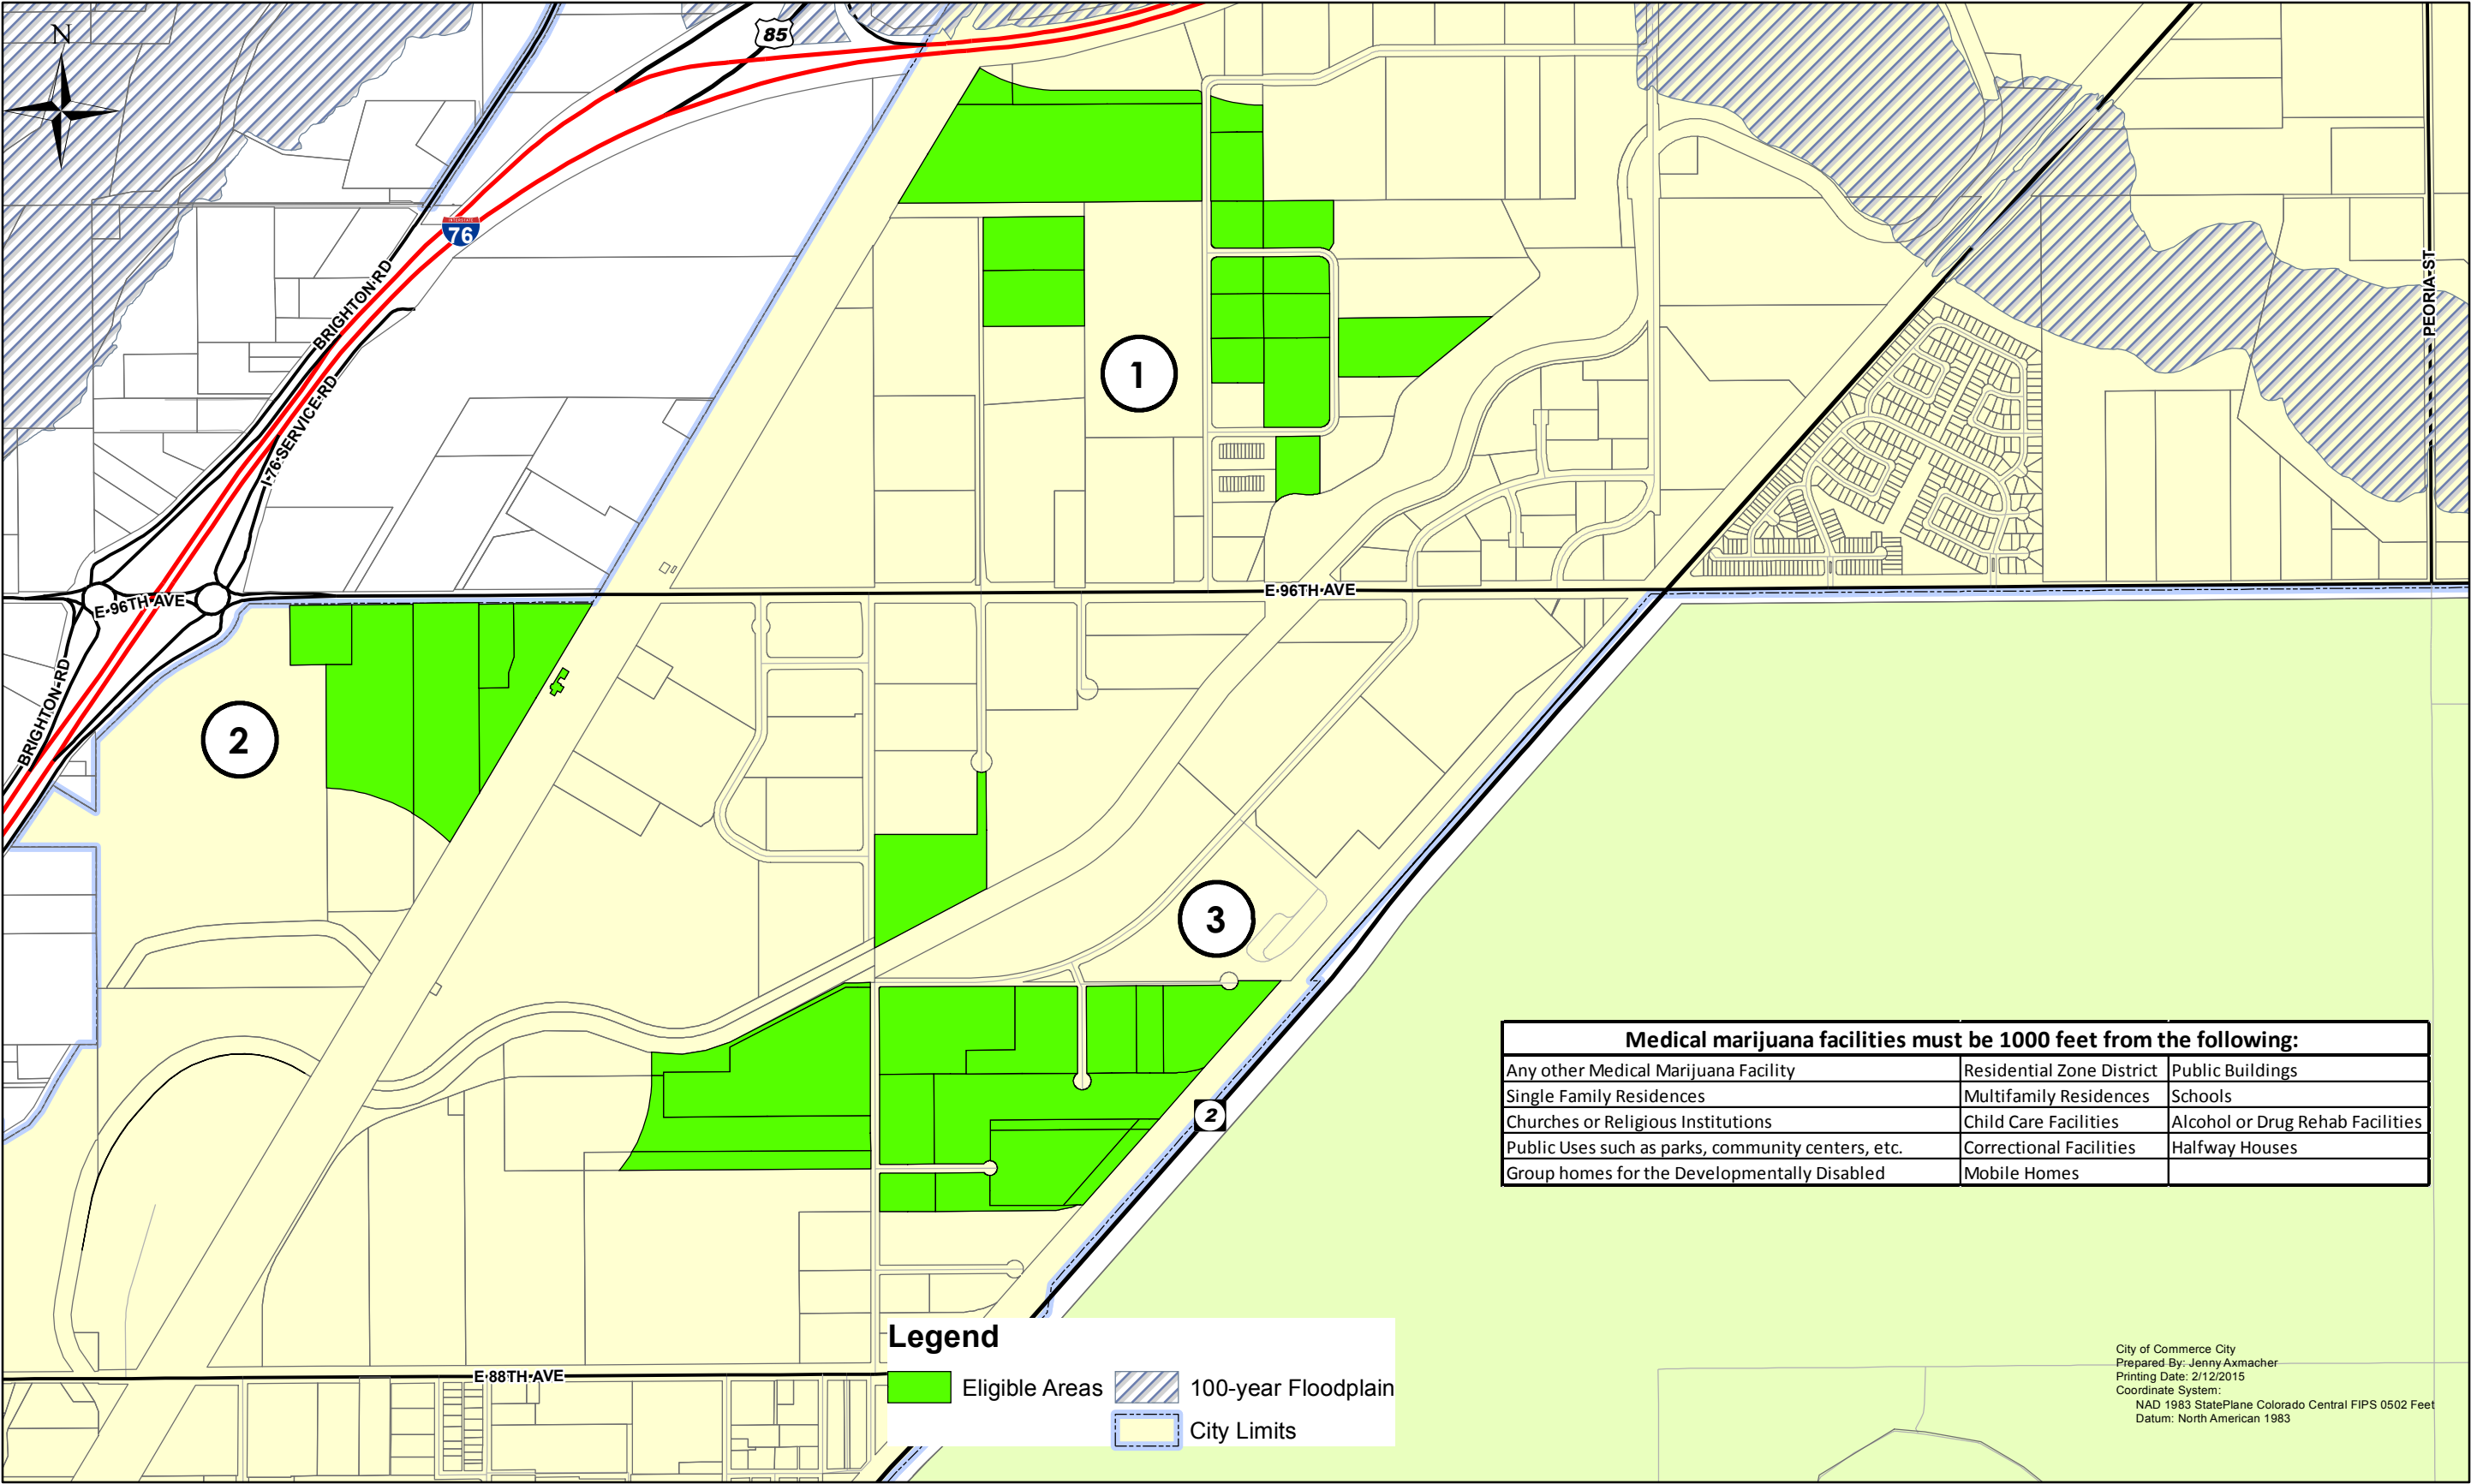 N
85
INTERSTATE
76
BRIGHTON RD
I-76 SERVICE RD
PEORIA ST
1
E 96TH AVE
E 96TH AVE
BRIGHTON RD
2
3
2
Medical marijuana facilities must be 1000 feet from the following:
Any other Medical Marijuana Facility Residential Zone District Public Buildings
Single Family Residences Multifamily Residences Schools
Churches or Religious Institutions Child Care Facilities Alcohol or Drug Rehab Facilities
Public Uses such as parks, community centers, etc. Correctional Facilities Halfway Houses
Group homes for the Developmentally Disabled Mobile Homes
E 88TH AVE
Legend
Eligible Areas 100-year Floodplain
City Limits
City of Commerce City
Prepared By: Jenny Axmacher
Printing Date: 2/12/2015
Coordinate System:
NAD 1983 StatePlane Colorado Central FIPS 0502 Feet
Datum: North American 1983